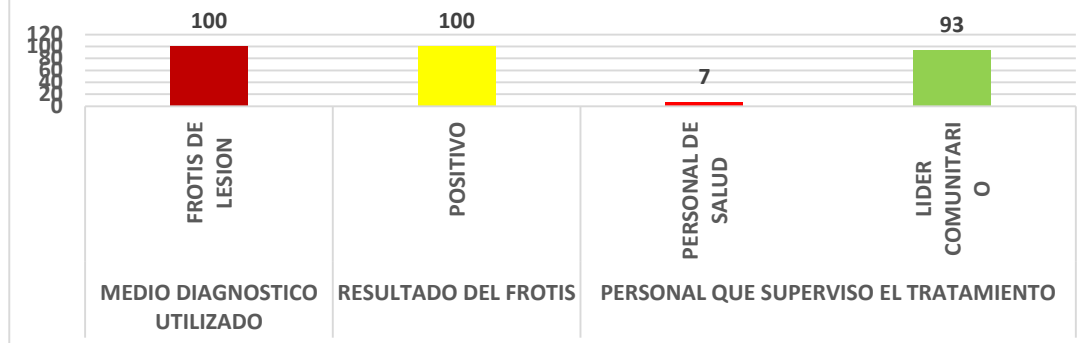 100
100
7
93
120
100
80
60
40
20
0
FROTIS DE
LESION
POSITIVO
PERSONAL DE
SALUD
LIDER
COMUNITARI
O
MEDIO DIAGNOSTICO
UTILIZADO
RESULTADO DEL FROTIS
PERSONAL QUE SUPERVISO EL TRATAMIENTO